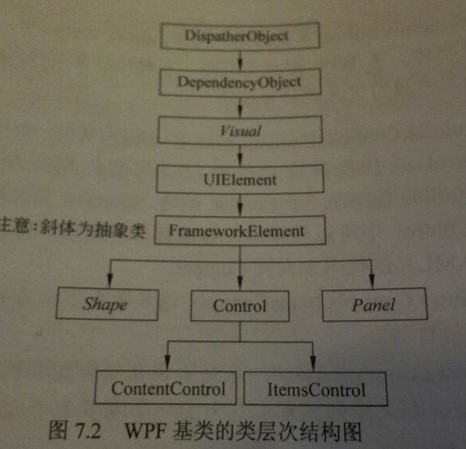 DispatherObject
DependencyObject
Visual
UIElement
注意:斜体为抽象类 FrameworkElement
Shape Control Panel
ContentControl ItemsControl
图 7.2 WPF 基类的类层次结构图